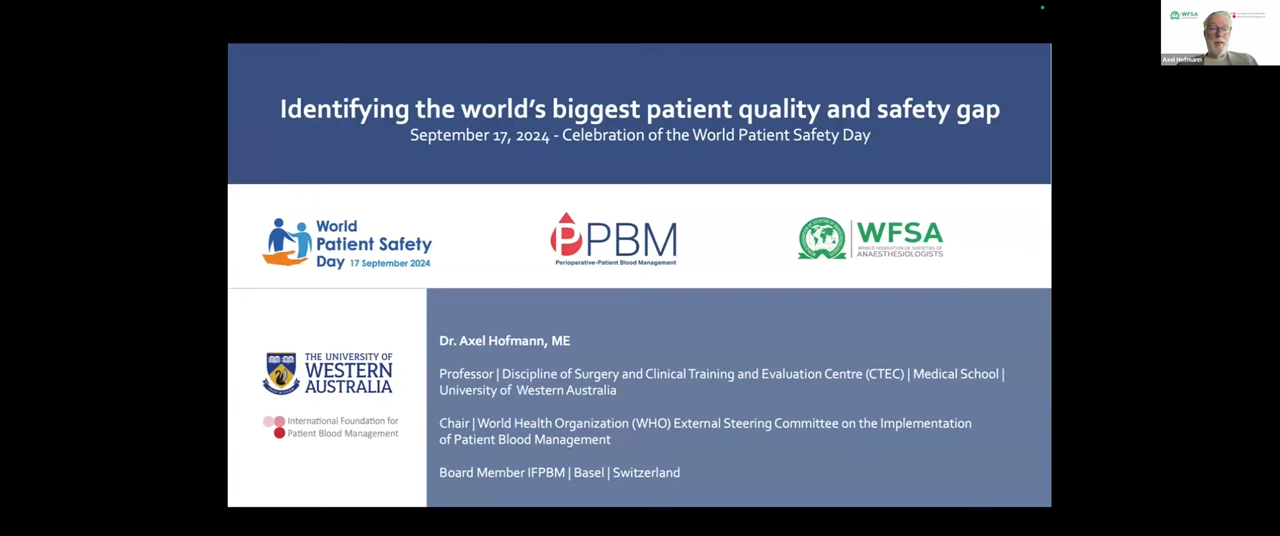 Identifying the world's biggest patient quality and safety gap
September 17, 2024 - Celebration of the World Patient Safety Day
World
Patient Safety
Day 17 September 2024
PPBM
Perioperative-Patient Blood Management
WFSA
WORLD FEDERATION OF SOCIETIES OF
ANAESTHESIOLOGISTS
THE UNIVERSITY OF
WESTERN
AUSTRALIA
International Foundation for
Patient Blood Management
Dr. Axel Hofmann, ME
Professor | Discipline of Surgery and Clinical Training and Evaluation Centre (CTEC) | Medical School |
University of Western Australia
Chair | World Health Organization (WHO) External Steering Committee on the Implementation
of Patient Blood Management
Board Member IFPBM | Basel | Switzerland
WFSA
Axel Hofmann